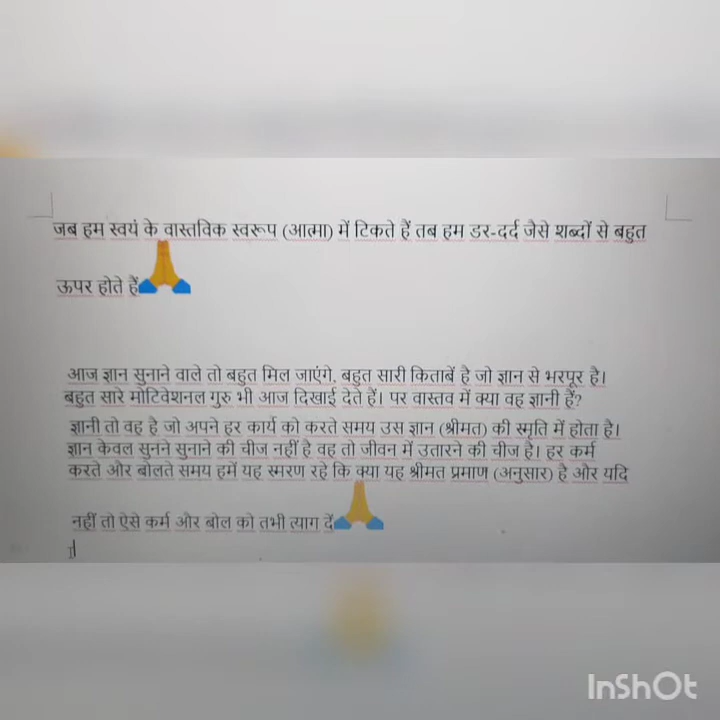 जब हम स्वयं के वास्तविक स्वरूप (आत्मा) में टिकते हैं तब हम डर-दर्द जैसे शब्दों से बहुत
ऊपर होते हैं🙏
आज ज्ञान सुनाने वाले तो बहुत मिल जाएंगे, बहुत सारी किताबें है जो ज्ञान से भरपूर है।
बहुत सारे मोटिवेशनल गुरु भी आज दिखाई देते हैं। पर वास्तव में क्या वह ज्ञानी हैं?
ज्ञानी तो वह है जो अपने हर कार्य को करते समय उस ज्ञान (श्रीमत) की स्मृति में होता है।
ज्ञान केवल सुनने सुनाने की चीज नहीं है वह तो जीवन में उतारने की चीज है। हर कर्म
करते और बोलते समय हमें यह स्मरण रहे कि क्या यह श्रीमत प्रमाण (अनुसार) है और यदि
नहीं तो ऐसे कर्म और बोल को तभी त्याग दें🙏
InShOt